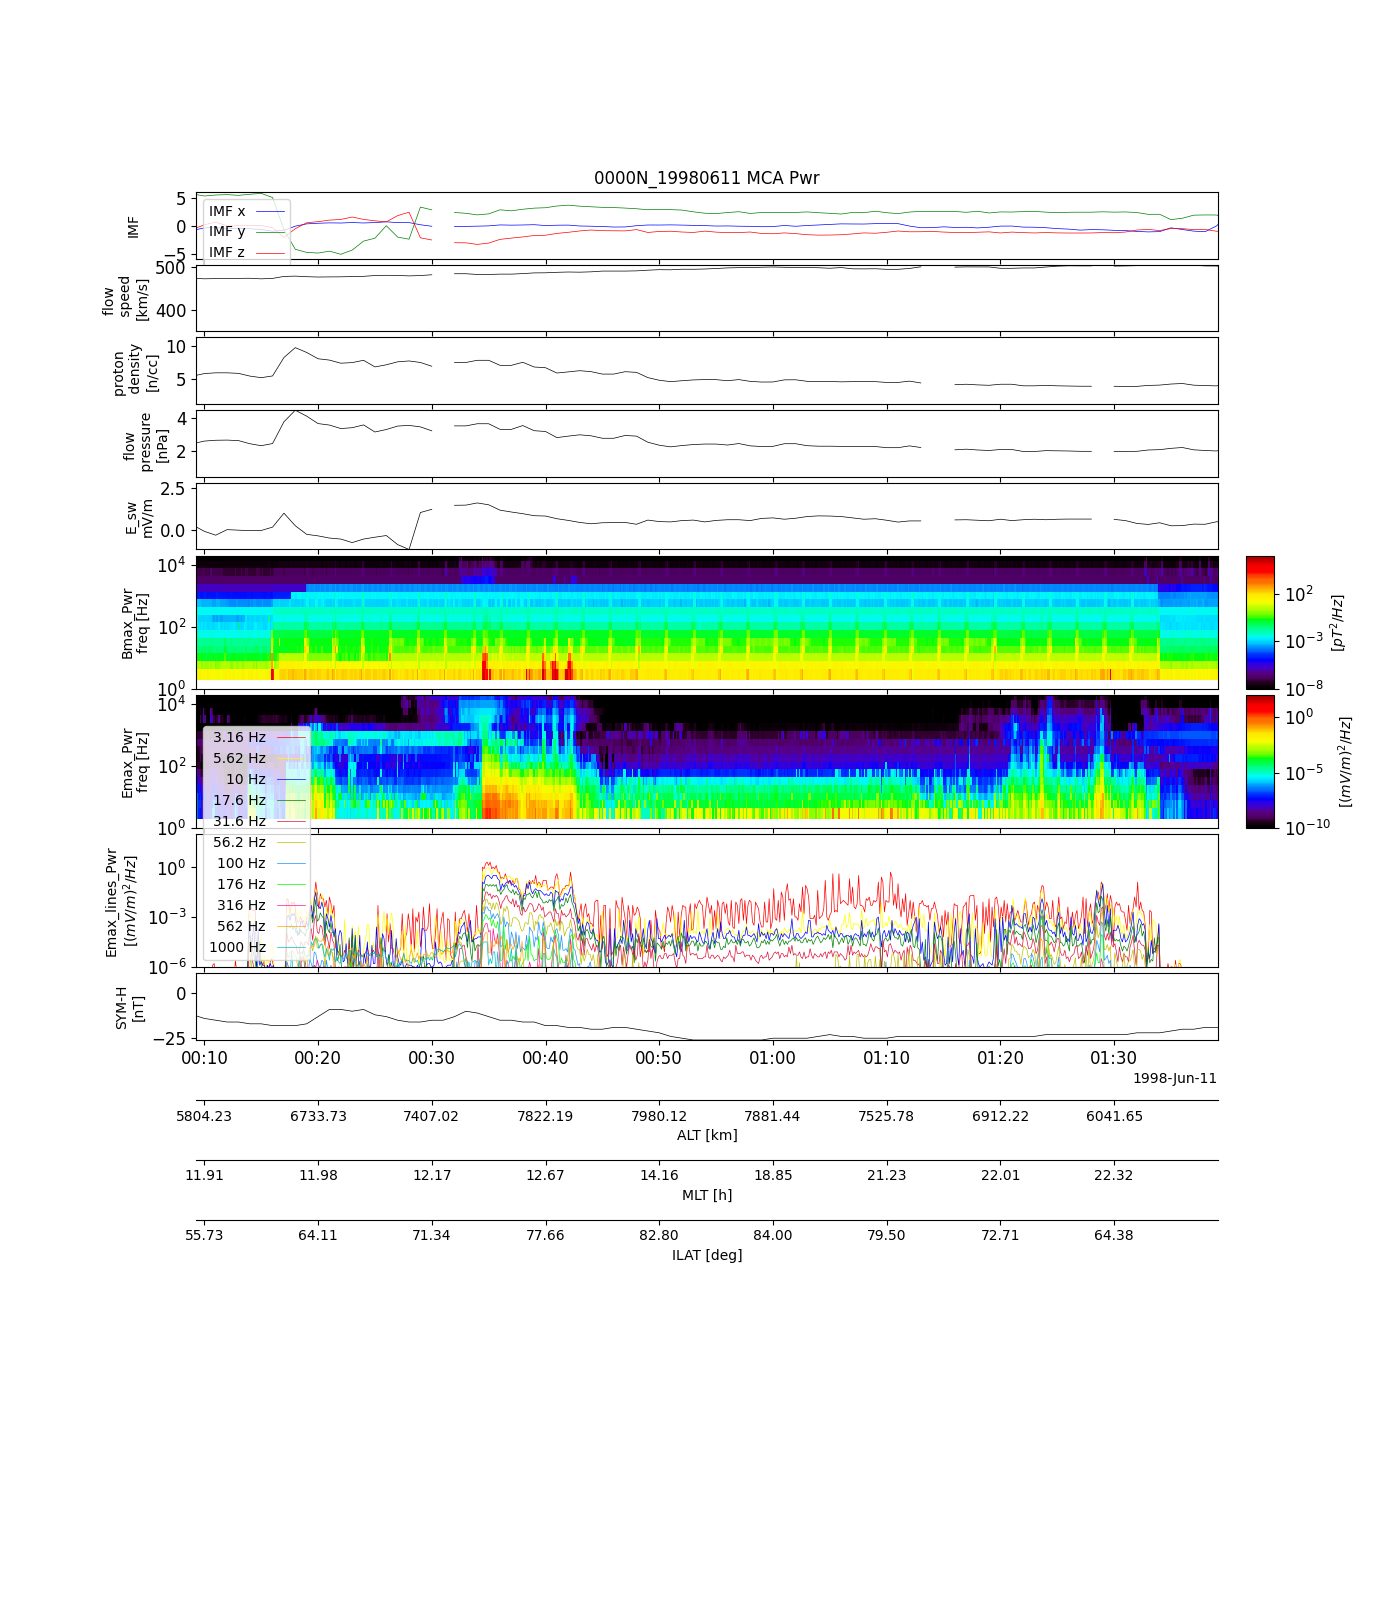 0000N_19980611 MCA Pwr
IMF
5
0
−5
IMF x
IMF y
IMF z
flow speed [km/s]
500
400
proton density [n/cc]
10
5
flow pressure [nPa]
4
2
E_sw mV/m
2.5
0.0
Bmax_Pwr freq [Hz]
10^4
10^2
10^0
10^2
10^−3
10^−8
[pT^2/Hz]
Emax_Pwr freq [Hz]
10^4
10^2
10^0
10^0
10^−5
10^−10
[(mV/m)^2/Hz]
3.16 Hz
5.62 Hz
10 Hz
17.6 Hz
31.6 Hz
56.2 Hz
100 Hz
176 Hz
316 Hz
562 Hz
1000 Hz
Emax_lines_Pwr [(mV/m)^2/Hz]
10^0
10^−3
10^−6
SYM-H [nT]
0
−25
00:10 00:20 00:30 00:40 00:50 01:00 01:10 01:20 01:30
1998-Jun-11
5804.23 6733.73 7407.02 7822.19 7980.12 7881.44 7525.78 6912.22 6041.65
ALT [km]
11.91 11.98 12.17 12.67 14.16 18.85 21.23 22.01 22.32
MLT [h]
55.73 64.11 71.34 77.66 82.80 84.00 79.50 72.71 64.38
ILAT [deg]